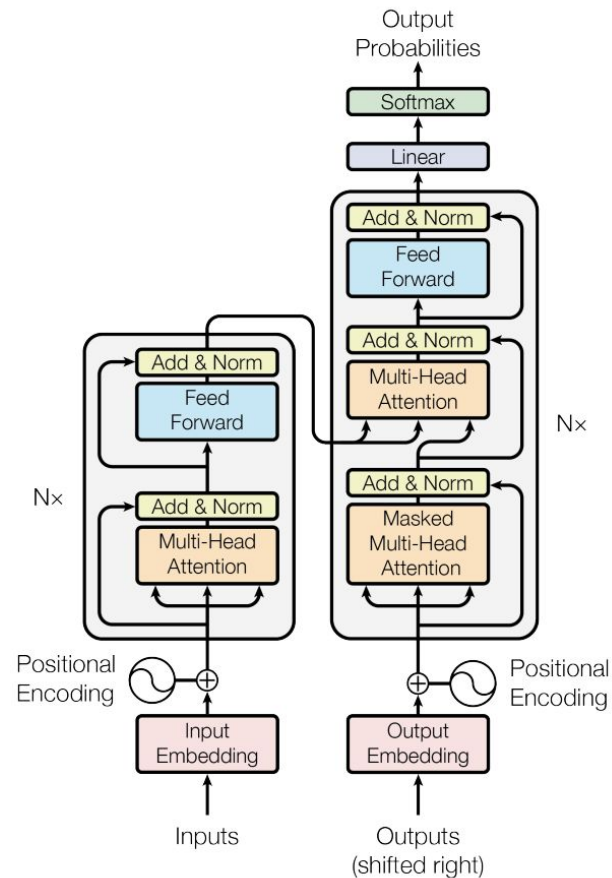 Output
Probabilities
Softmax
Linear
Add & Norm
Feed
Forward
Add & Norm
Multi-Head
Attention
N×
Add & Norm
Masked
Multi-Head
Attention
Add & Norm
Feed
Forward
N×
Add & Norm
Multi-Head
Attention
Positional
Encoding
Positional
Encoding
Input
Embedding
Output
Embedding
Inputs
Outputs
(shifted right)